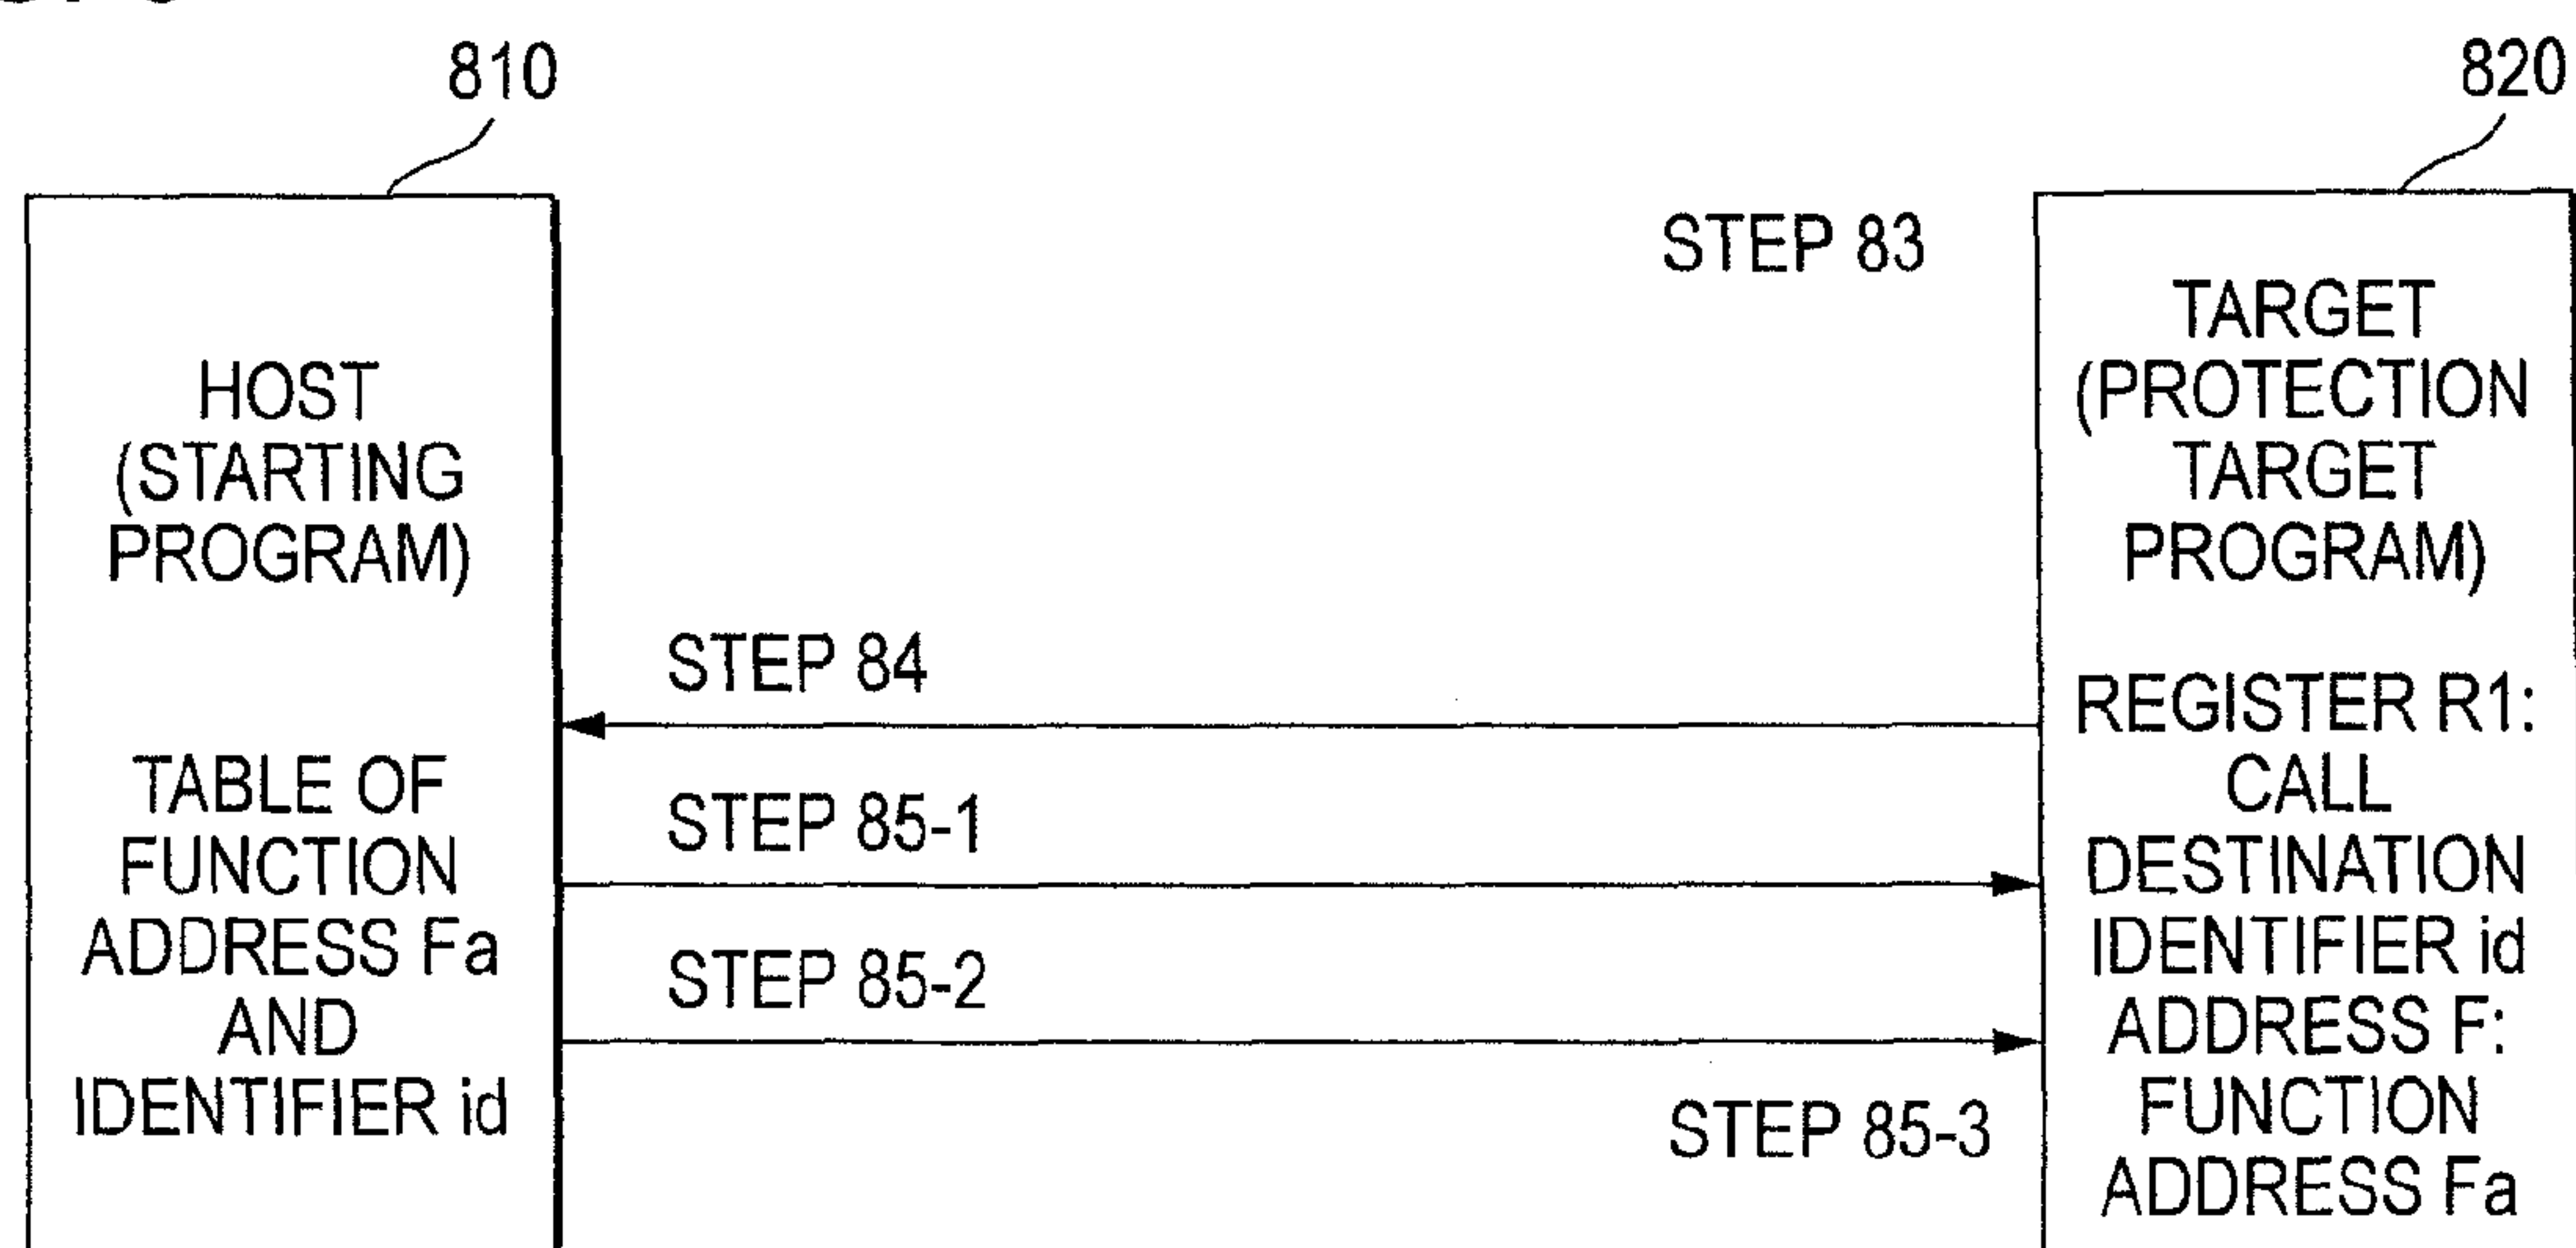 810
820
HOST
(STARTING
PROGRAM)
TABLE OF
FUNCTION
ADDRESS Fa
AND
IDENTIFIER id
STEP 83
STEP 84
STEP 85-1
STEP 85-2
STEP 85-3
TARGET
(PROTECTION
TARGET
PROGRAM)
REGISTER R1:
CALL
DESTINATION
IDENTIFIER id
ADDRESS F:
FUNCTION
ADDRESS Fa